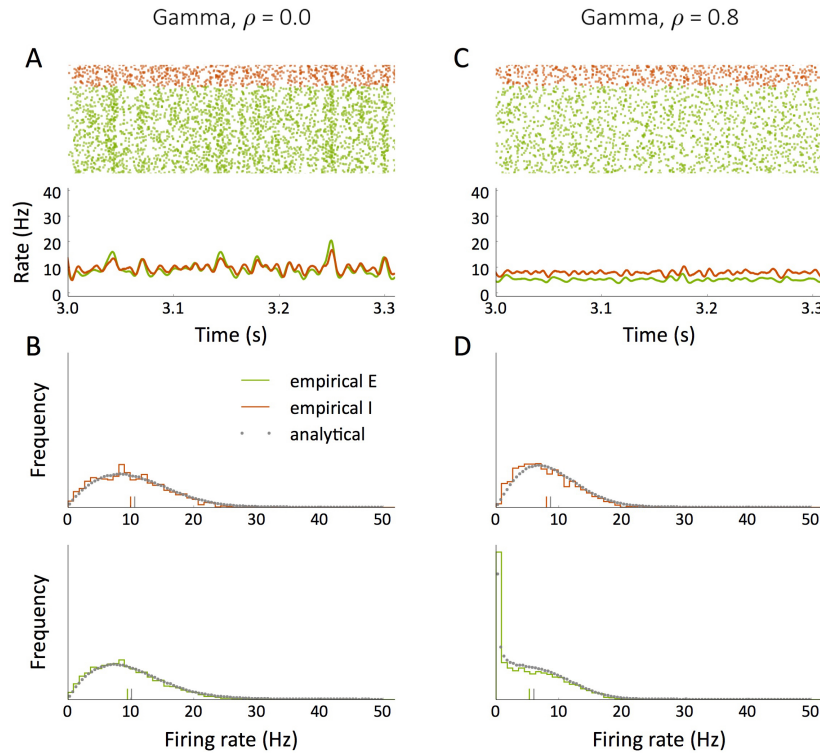 Gamma, ρ = 0.0
Gamma, ρ = 0.8
A
C
40
30
20
10
0
Rate (Hz)
3.0 3.1 3.2 3.3
Time (s)
40
30
20
10
0
3.0 3.1 3.2 3.3
Time (s)
B
D
Frequency
empirical E
empirical I
analytical
0 10 20 30 40 50
0 10 20 30 40 50
Frequency
0 10 20 30 40 50
Firing rate (Hz)
0 10 20 30 40 50
Firing rate (Hz)